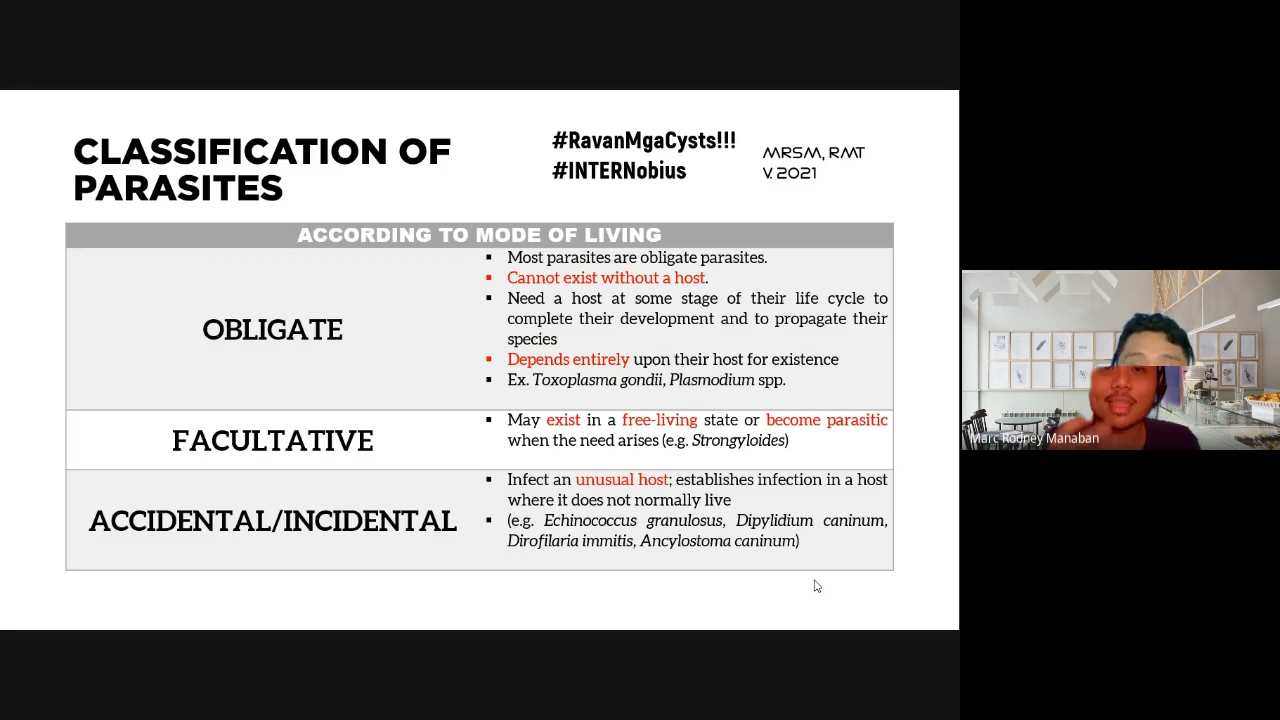 CLASSIFICATION OF
PARASITES
#RavanMgaCysts!!!
#INTERNobius
MRSM, RMT
V. 2021
ACCORDING TO MODE OF LIVING
OBLIGATE
▪ Most parasites are obligate parasites.
▪ Cannot exist without a host.
▪ Need a host at some stage of their life cycle to
complete their development and to propagate their
species
▪ Depends entirely upon their host for existence
▪ Ex. Toxoplasma gondii, Plasmodium spp.
FACULTATIVE
▪ May exist in a free-living state or become parasitic
when the need arises (e.g. Strongyloides)
ACCIDENTAL/INCIDENTAL
▪ Infect an unusual host; establishes infection in a host
where it does not normally live
▪ (e.g. Echinococcus granulosus, Dipylidium caninum,
Dirofilaria immitis, Ancylostoma caninum)
Marc Rodney Manaban